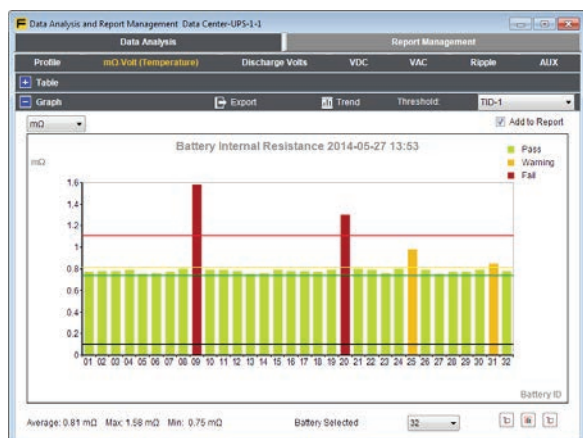 Data Analysis and Report Management Data Center-UPS-1-1
Data Analysis Report Management
Profile mΩ.Volt (Temperature) Discharge Volts VDC VAC Ripple AUX
Table
Graph Export Trend Threshold: TID-1
mΩ Add to Report
Battery Internal Resistance 2014-05-27 13:53
mΩ
Pass
Warning
Fail
1.6
1.4
1.2
1
0.8
0.6
0.4
0.2
0
01 02 03 04 05 06 07 08 09 10 11 12 13 14 15 16 17 18 19 20 21 22 23 24 25 26 27 28 29 30 31 32
Battery ID
Average: 0.81 mΩ Max: 1.58 mΩ Min: 0.75 mΩ Battery Selected 32